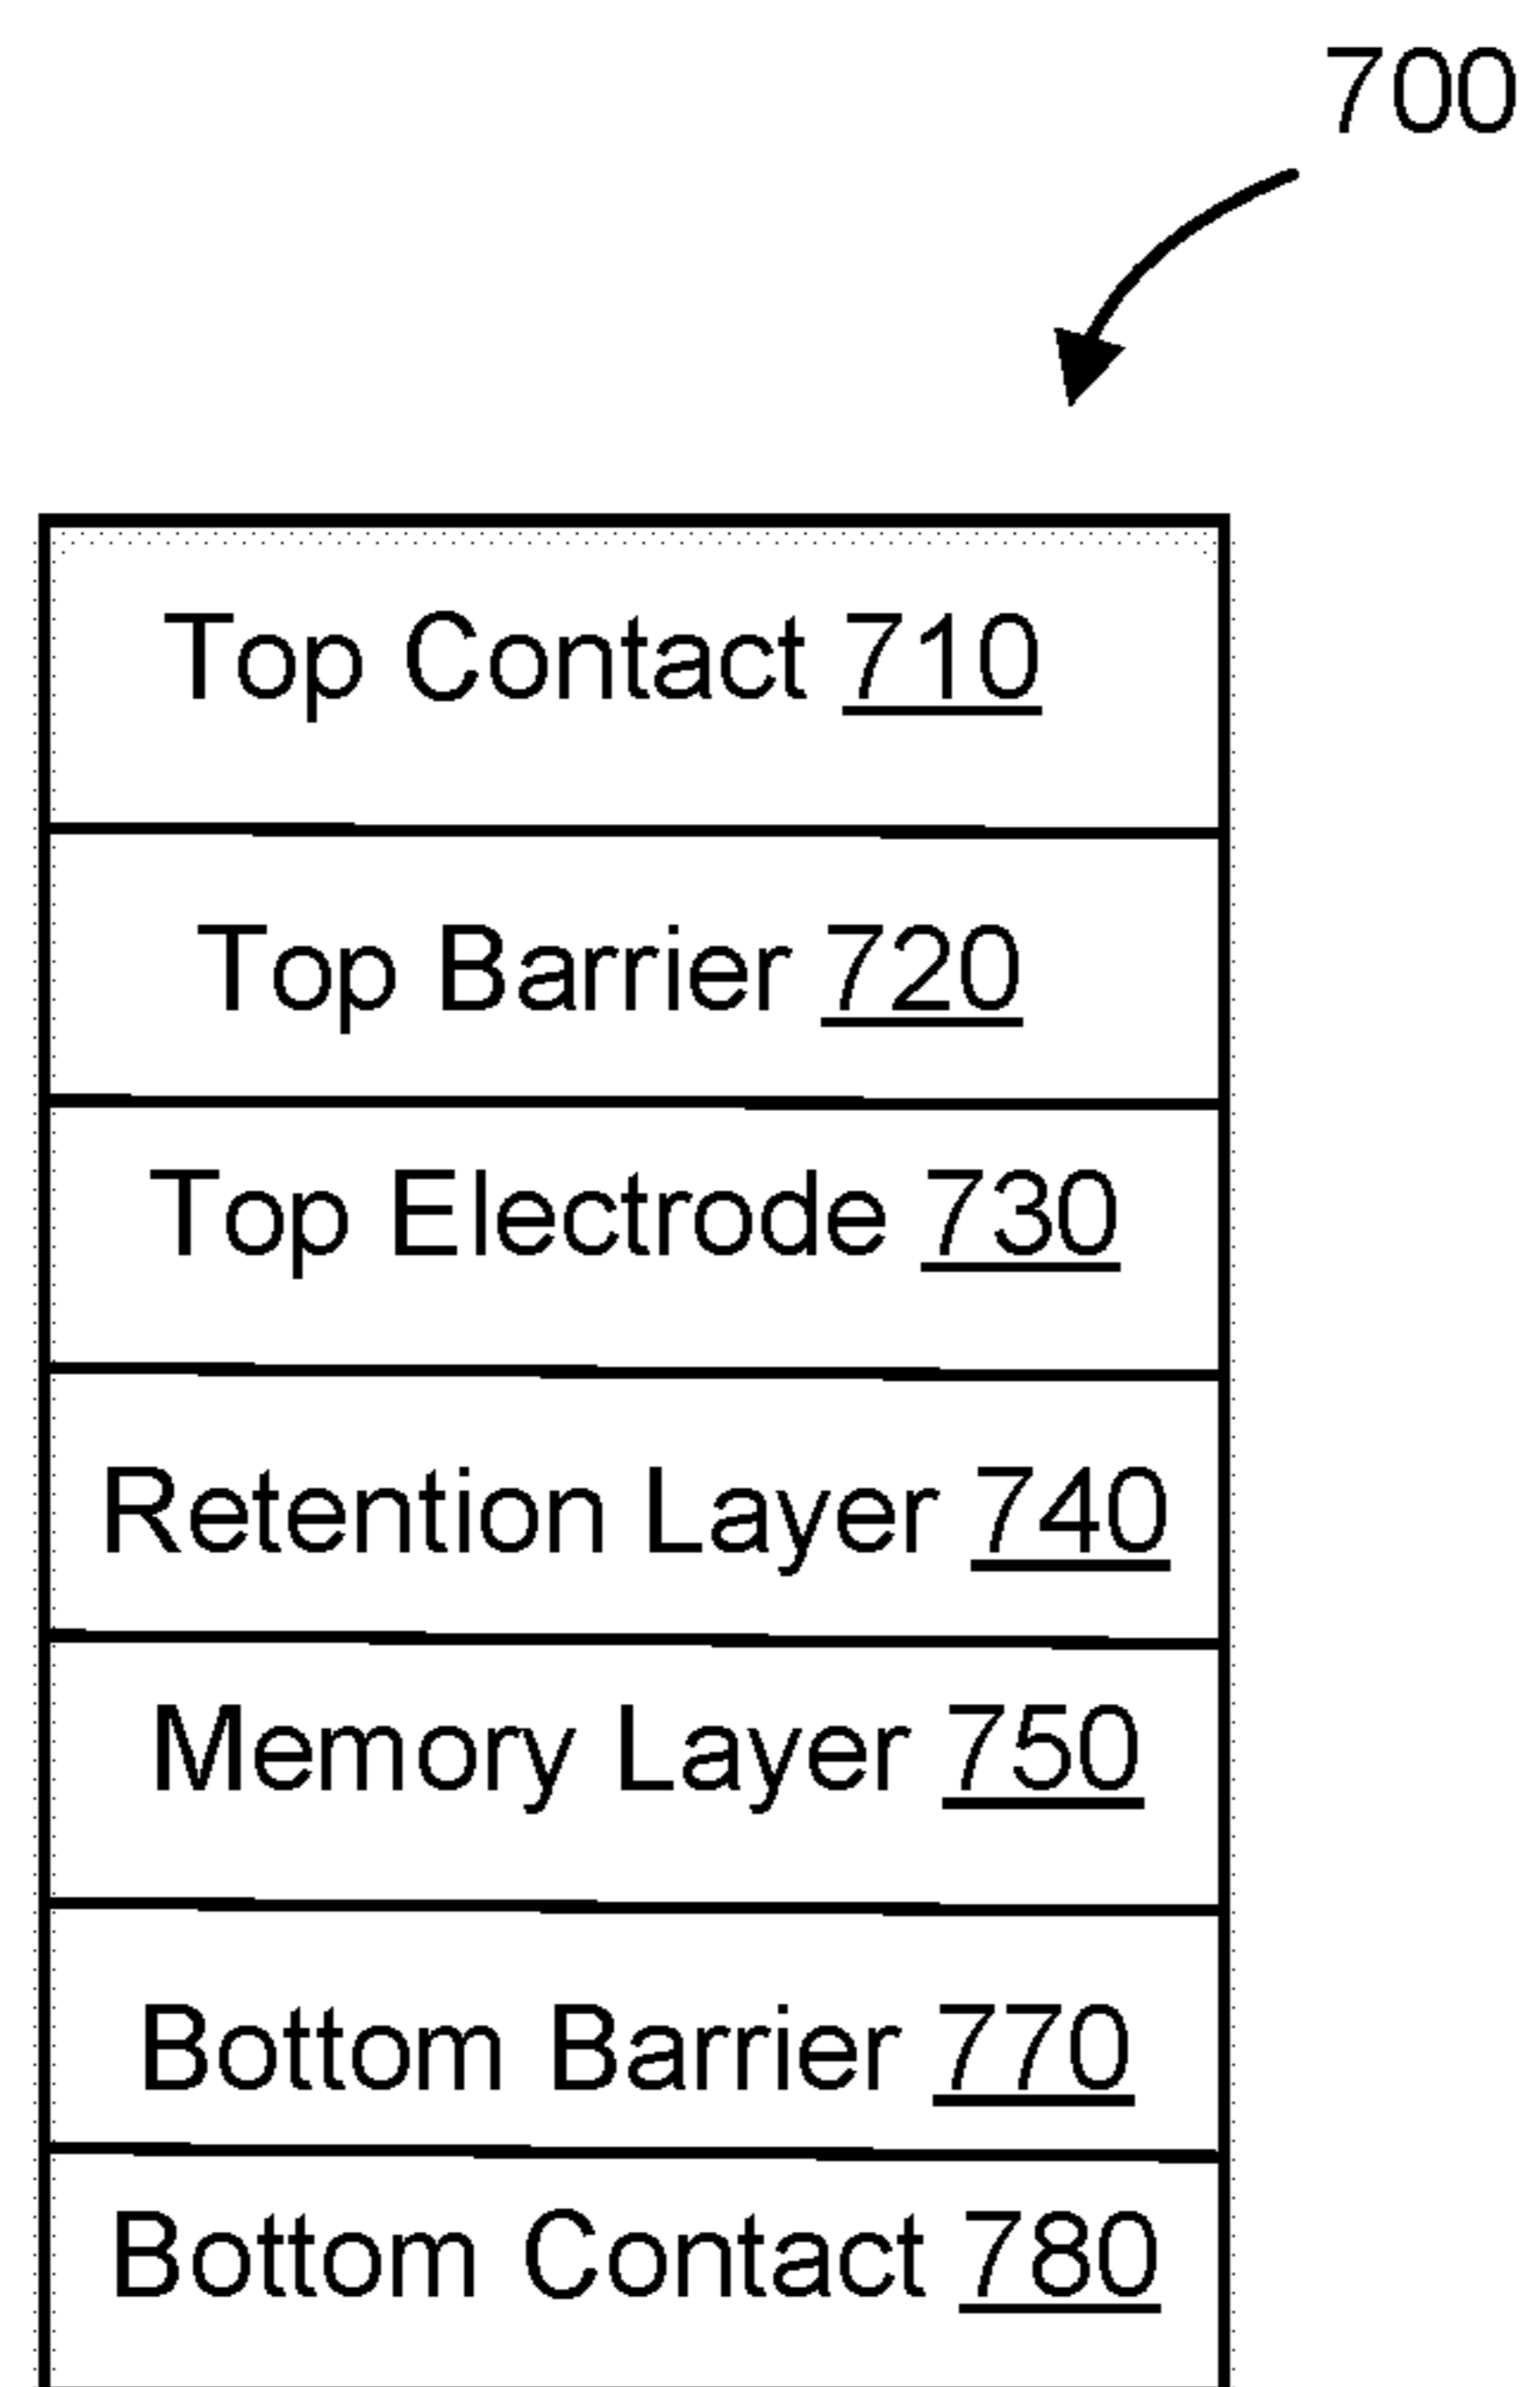 700
Top Contact 710
Top Barrier 720
Top Electrode 730
Retention Layer 740
Memory Layer 750
Bottom Barrier 770
Bottom Contact 780